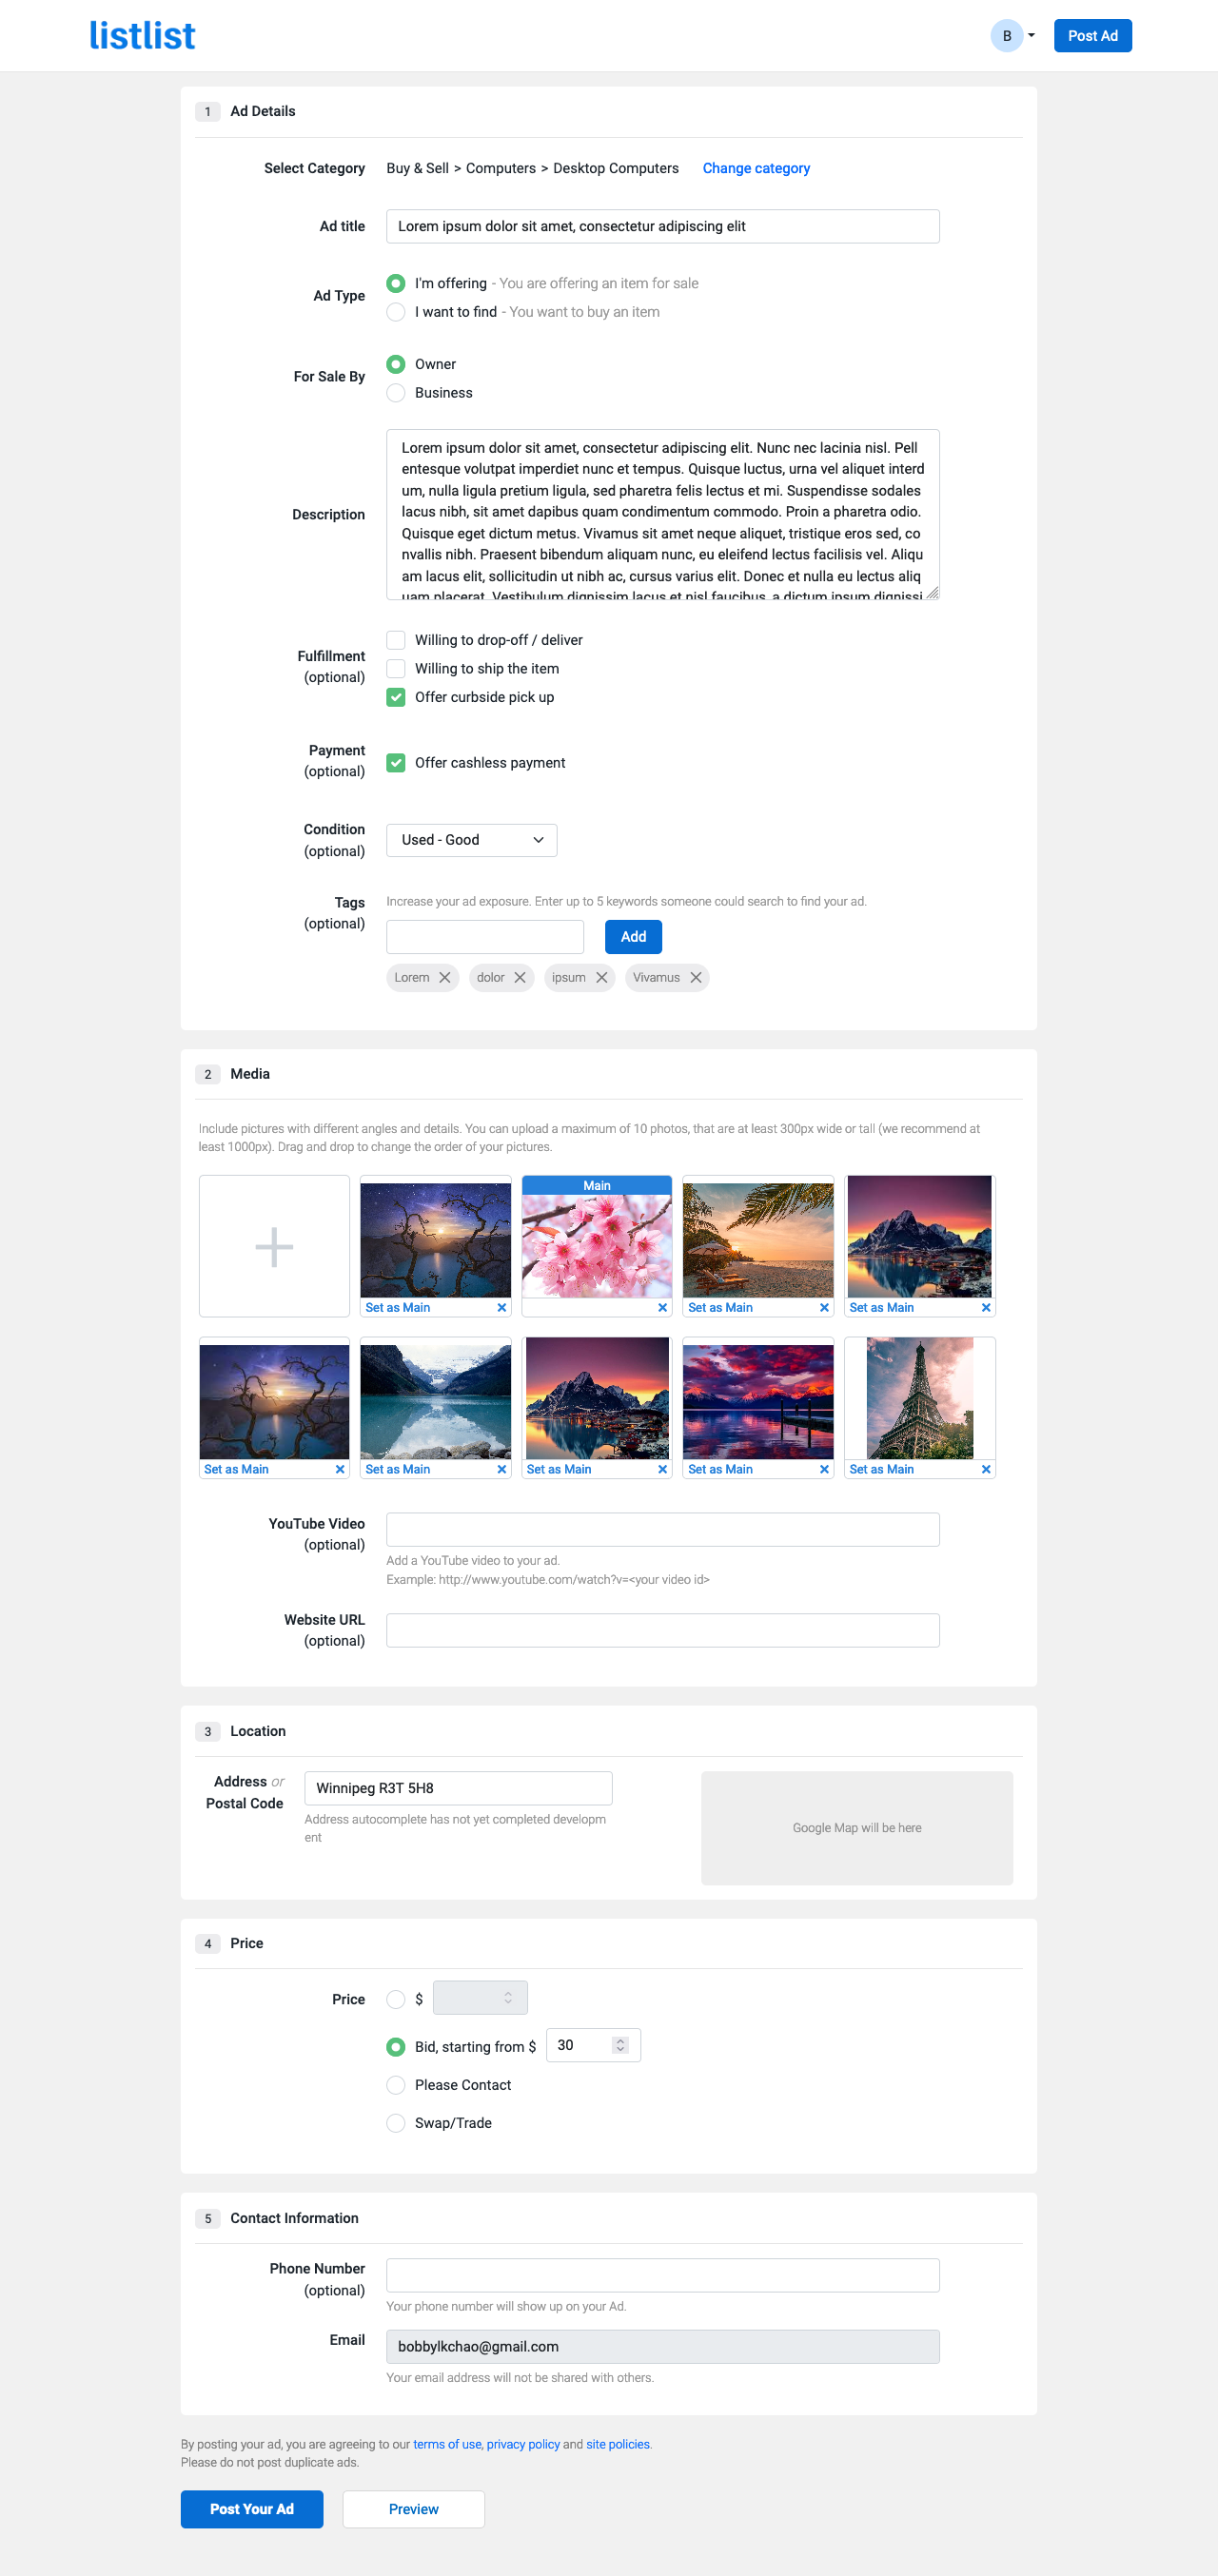 listlist
B
Post Ad
1 Ad Details
Select Category Buy & Sell > Computers > Desktop Computers Change category
Ad title Lorem ipsum dolor sit amet, consectetur adipiscing elit
Ad Type
I'm offering - You are offering an item for sale
I want to find - You want to buy an item
For Sale By
Owner
Business
Description
Lorem ipsum dolor sit amet, consectetur adipiscing elit. Nunc nec lacinia nisl. Pell
entesque volutpat imperdiet nunc et tempus. Quisque luctus, urna vel aliquet interd
um, nulla ligula pretium ligula, sed pharetra felis lectus et mi. Suspendisse sodales
lacus nibh, sit amet dapibus quam condimentum commodo. Proin a pharetra odio.
Quisque eget dictum metus. Vivamus sit amet neque aliquet, tristique eros sed, co
nvallis nibh. Praesent bibendum aliquam nunc, eu eleifend lectus facilisis vel. Aliqu
am lacus elit, sollicitudin ut nibh ac, cursus varius elit. Donec et nulla eu lectus aliq
uam placerat. Vestibulum dignissim lacus et nisl faucibus, a dictum ipsum dignissi
Fulfillment
(optional)
Willing to drop-off / deliver
Willing to ship the item
Offer curbside pick up
Payment
(optional)
Offer cashless payment
Condition
(optional)
Used - Good
Tags
(optional)
Increase your ad exposure. Enter up to 5 keywords someone could search to find your ad.
Add
Lorem dolor ipsum Vivamus
2 Media
Include pictures with different angles and details. You can upload a maximum of 10 photos, that are at least 300px wide or tall (we recommend at
least 1000px). Drag and drop to change the order of your pictures.
Main
Set as Main Set as Main Set as Main
Set as Main Set as Main Set as Main Set as Main Set as Main
YouTube Video
(optional)
Add a YouTube video to your ad.
Example: http://www.youtube.com/watch?v=<your video id>
Website URL
(optional)
3 Location
Address or
Postal Code
Winnipeg R3T 5H8
Address autocomplete has not yet completed developm
ent
Google Map will be here
4 Price
Price $
Bid, starting from $ 30
Please Contact
Swap/Trade
5 Contact Information
Phone Number
(optional)
Your phone number will show up on your Ad.
Email bobbylkchao@gmail.com
Your email address will not be shared with others.
By posting your ad, you are agreeing to our terms of use, privacy policy and site policies.
Please do not post duplicate ads.
Post Your Ad Preview